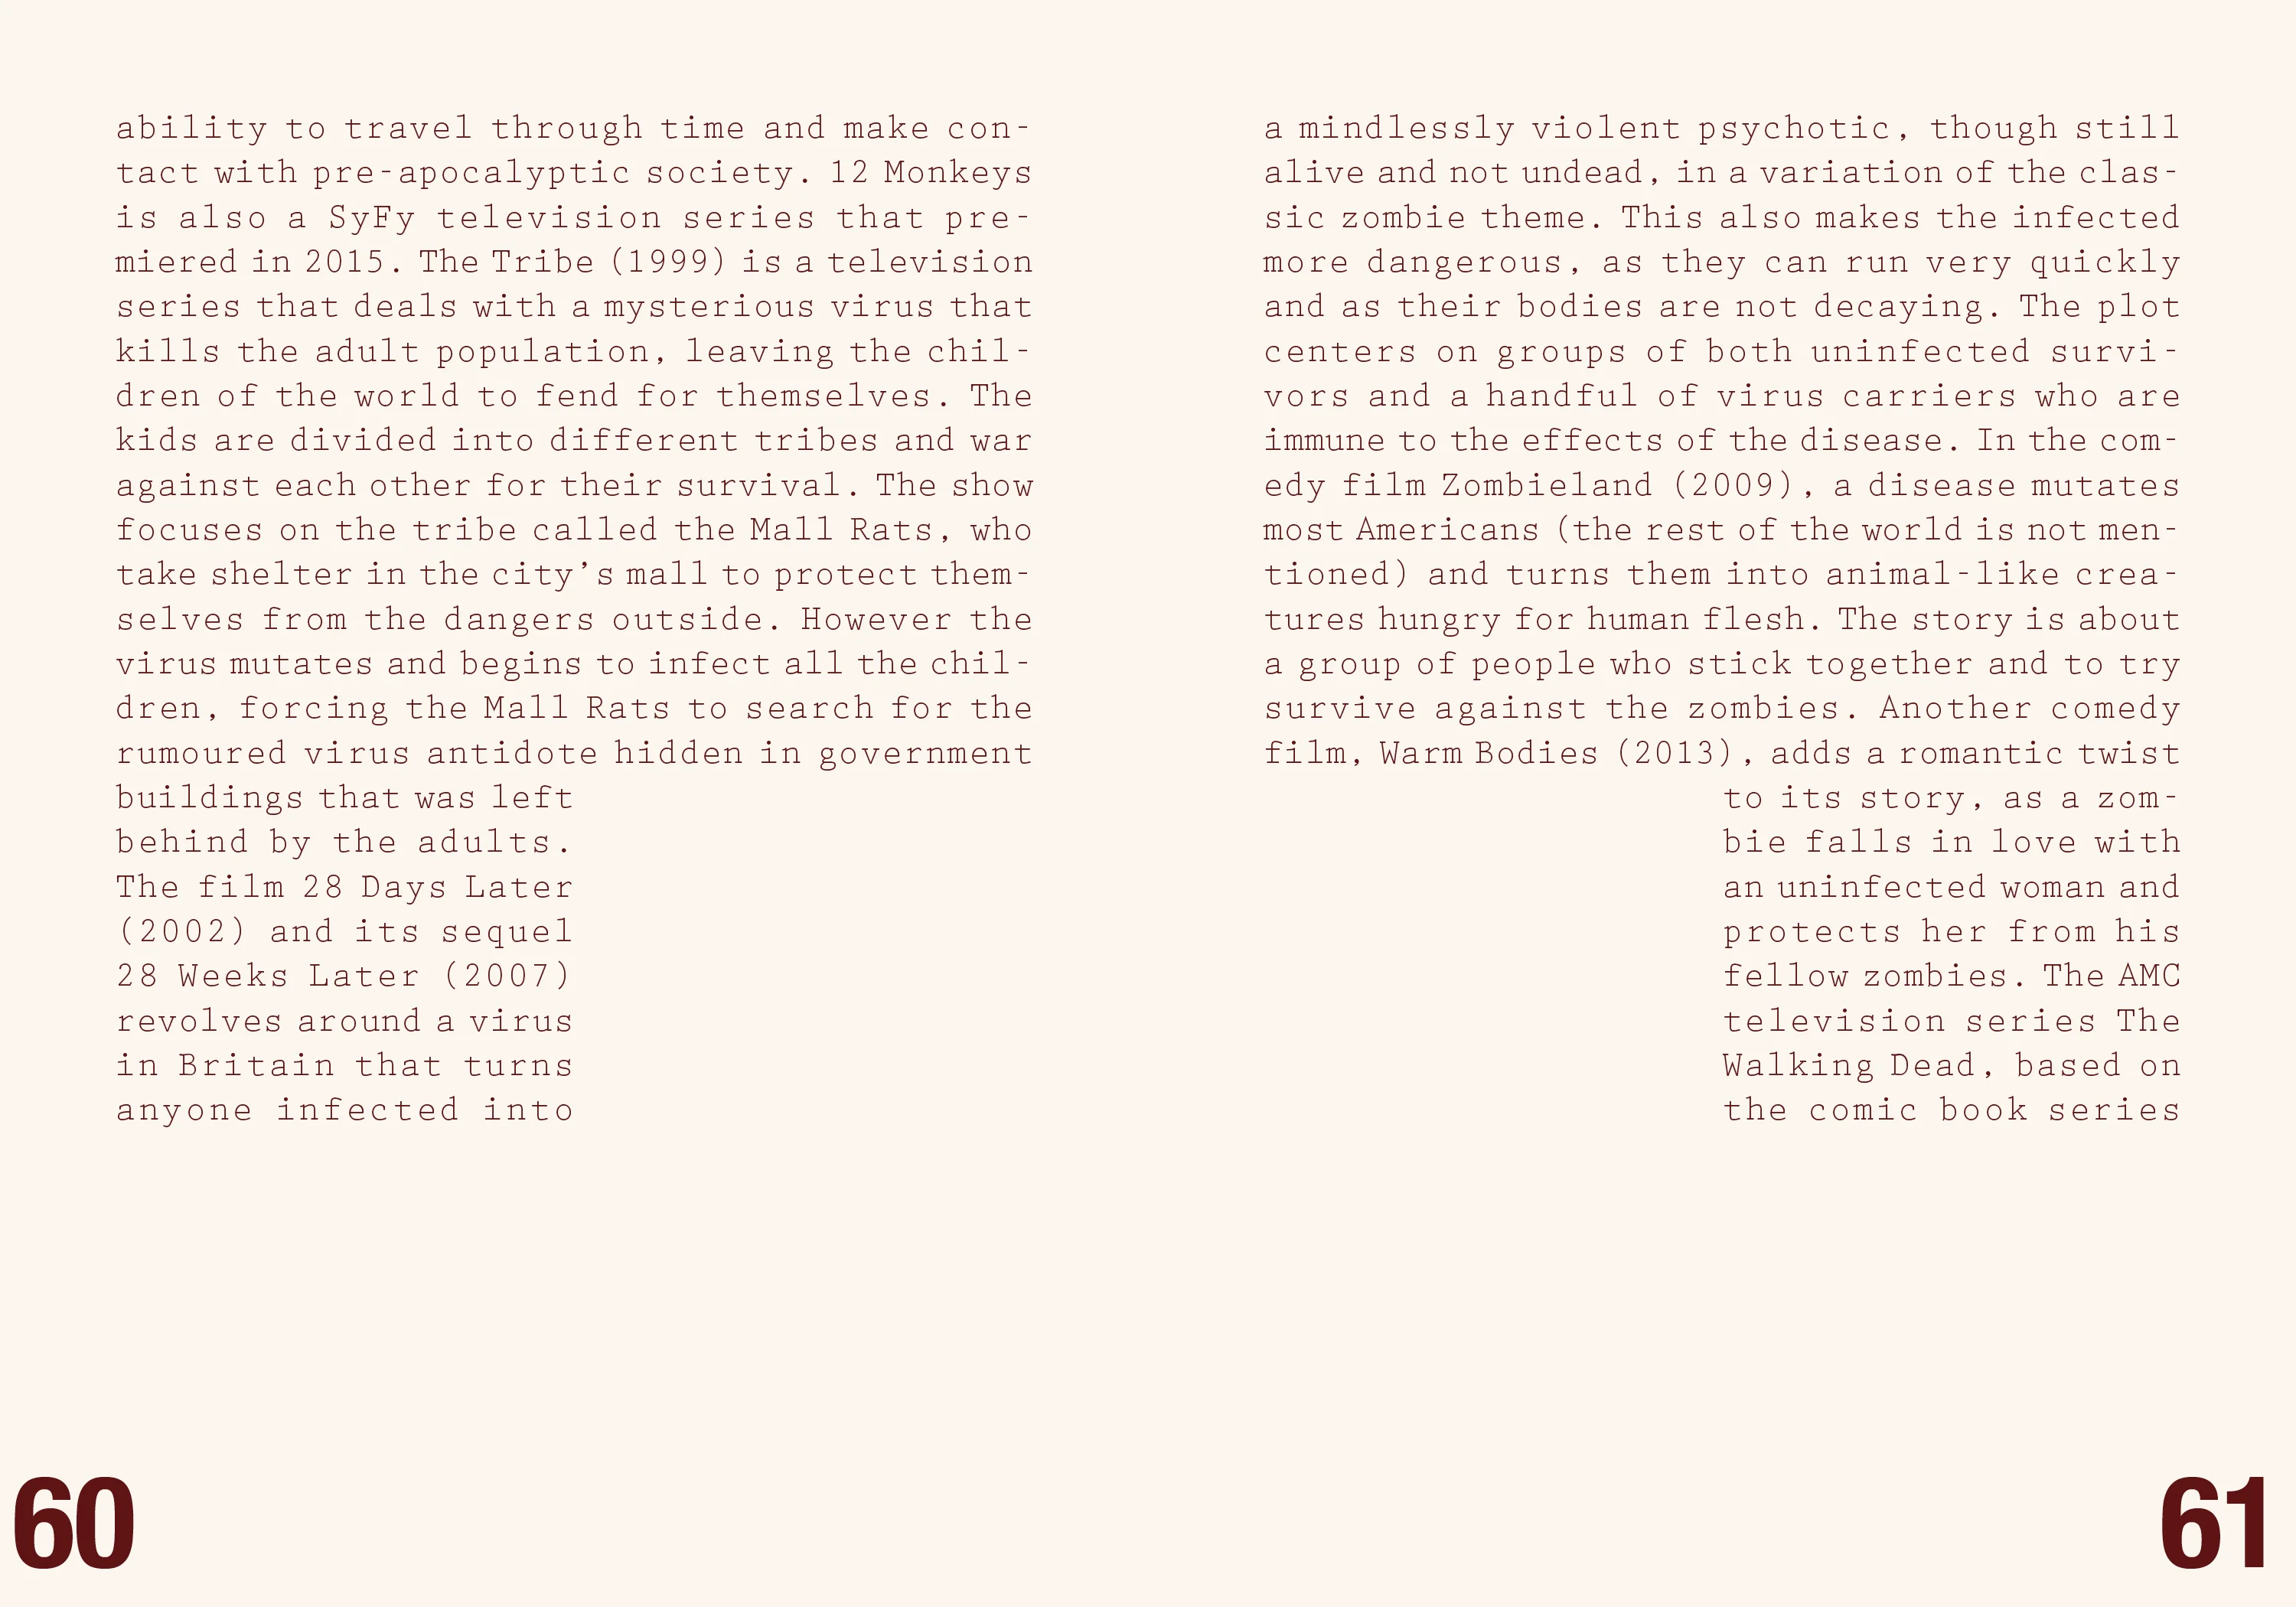 ability to travel through time and make con-
tact with pre-apocalyptic society. 12 Monkeys
is also a SyFy television series that pre-
miered in 2015. The Tribe (1999) is a television
series that deals with a mysterious virus that
kills the adult population, leaving the chil-
dren of the world to fend for themselves. The
kids are divided into different tribes and war
against each other for their survival. The show
focuses on the tribe called the Mall Rats, who
take shelter in the city’s mall to protect them-
selves from the dangers outside. However the
virus mutates and begins to infect all the chil-
dren, forcing the Mall Rats to search for the
rumoured virus antidote hidden in government
buildings that was left
behind by the adults.
The film 28 Days Later
(2002) and its sequel
28 Weeks Later (2007)
revolves around a virus
in Britain that turns
anyone infected into
60
a mindlessly violent psychotic, though still
alive and not undead, in a variation of the clas-
sic zombie theme. This also makes the infected
more dangerous, as they can run very quickly
and as their bodies are not decaying. The plot
centers on groups of both uninfected survi-
vors and a handful of virus carriers who are
immune to the effects of the disease. In the com-
edy film Zombieland (2009), a disease mutates
most Americans (the rest of the world is not men-
tioned) and turns them into animal-like crea-
tures hungry for human flesh. The story is about
a group of people who stick together and to try
survive against the zombies. Another comedy
film, Warm Bodies (2013), adds a romantic twist
to its story, as a zom-
bie falls in love with
an uninfected woman and
protects her from his
fellow zombies. The AMC
television series The
Walking Dead, based on
the comic book series
61